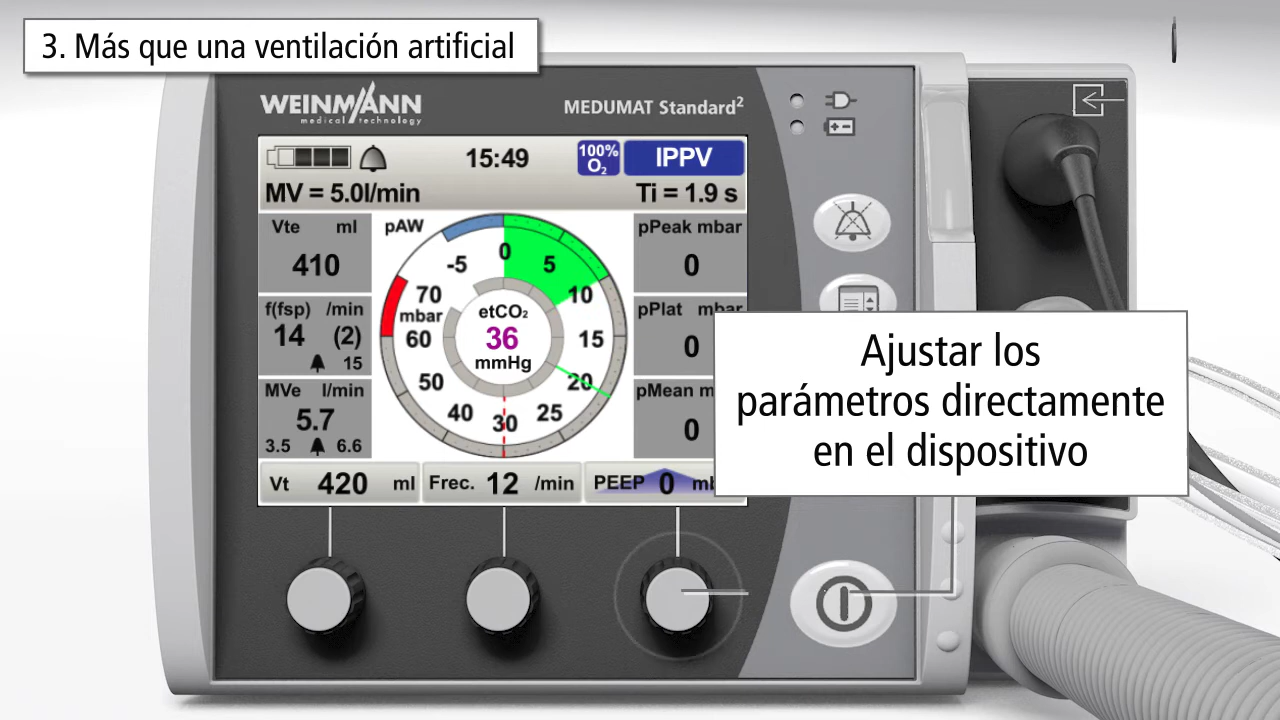 3. Más que una ventilación artificial
WEINMANN
medical technology
MEDUMAT Standard²
15:49
100%
O₂
IPPV
MV = 5.0l/min
Ti = 1.9 s
Vte ml
410
f(fsp) /min
14 (2)
15
MVe l/min
5.7
3.5 6.6
pAW
-5
0
5
10
15
20
25
30
40
50
60
70
mbar
etCO₂
36
mmHg
pPeak mbar
0
pPlat mbar
0
pMean m
0
Vt 420 ml
Frec. 12 /min
PEEP 0 mb
Ajustar los
parámetros directamente
en el dispositivo